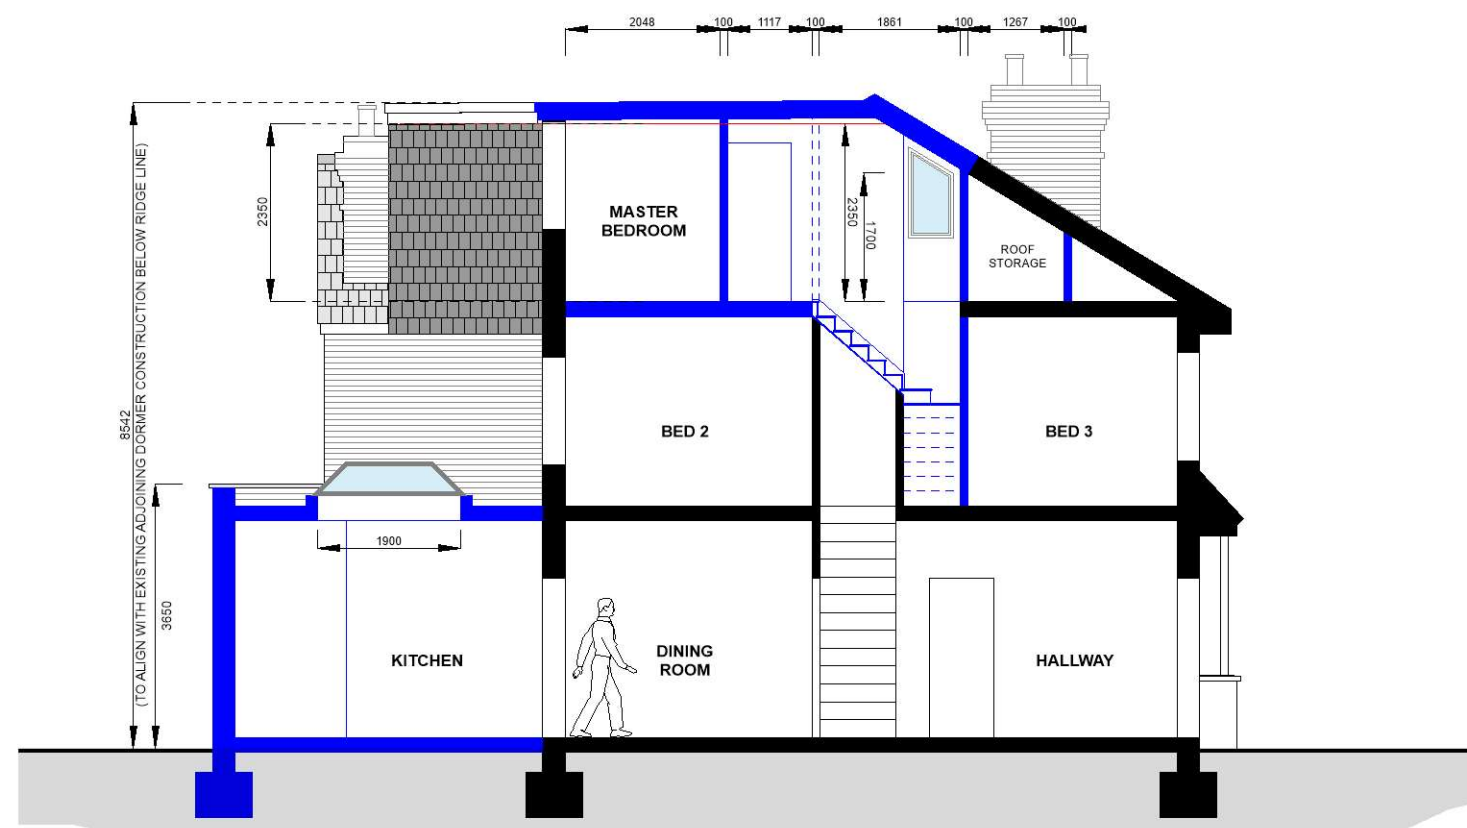 2048 100 1117 100 1861 100 1267 100
2350
8542
(TO ALIGN WITH EXISTING ADJOINING DORMER CONSTRUCTION BELOW RIDGE LINE)
3650
MASTER
BEDROOM
2350
1700
ROOF
STORAGE
BED 2
BED 3
1900
KITCHEN
DINING
ROOM
HALLWAY